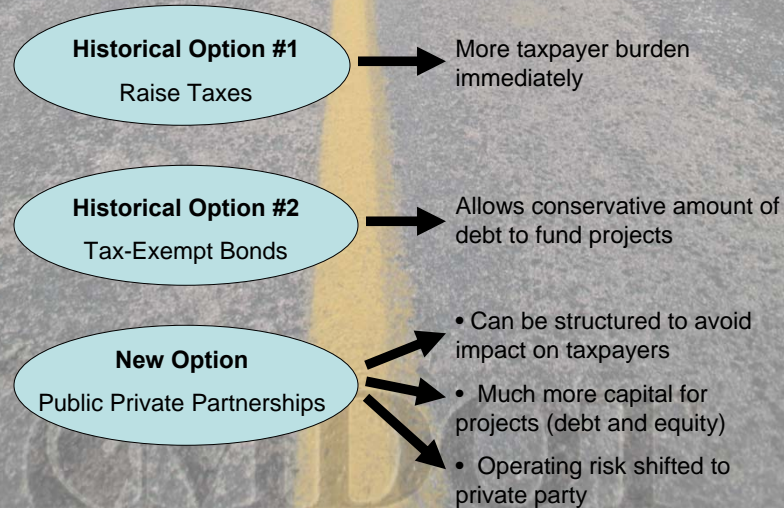 Historical Option #1
Raise Taxes
More taxpayer burden
immediately
Historical Option #2
Tax-Exempt Bonds
Allows conservative amount of
debt to fund projects
New Option
Public Private Partnerships
• Can be structured to avoid
impact on taxpayers
• Much more capital for
projects (debt and equity)
• Operating risk shifted to
private party